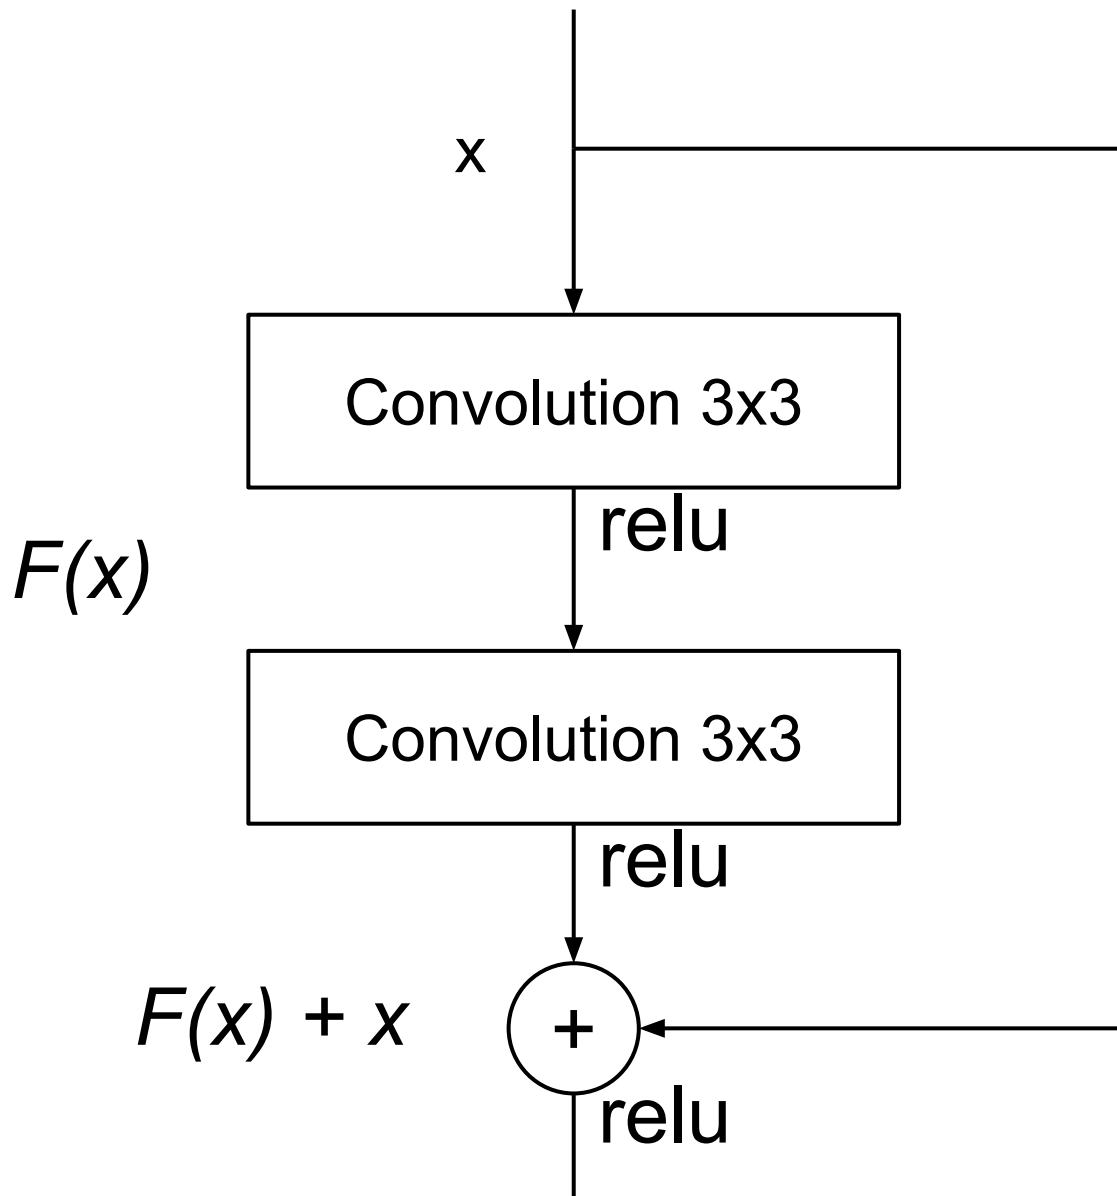 x
Convolution 3x3
relu
F(x)
Convolution 3x3
relu
F(x) + x
+
relu